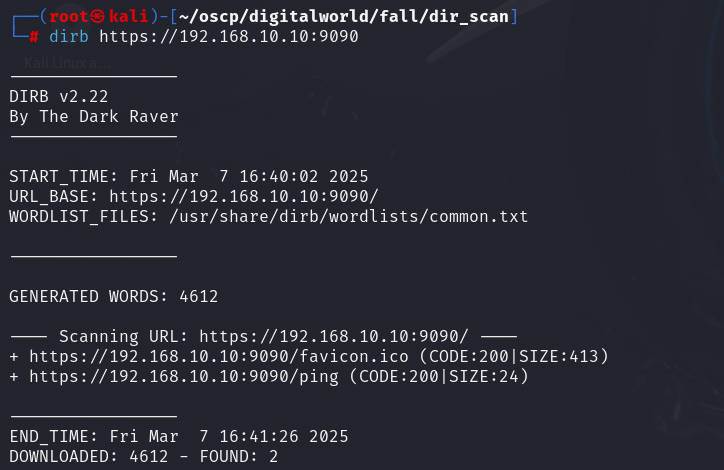 ┌──(root㉿kali)-[~/oscp/digitalworld/fall/dir_scan]
└─# dirb https://192.168.10.10:9090
Kali Linux a...
-----------------
DIRB v2.22
By The Dark Raver
-----------------
START_TIME: Fri Mar  7 16:40:02 2025
URL_BASE: https://192.168.10.10:9090/
WORDLIST_FILES: /usr/share/dirb/wordlists/common.txt
-----------------
GENERATED WORDS: 4612
---- Scanning URL: https://192.168.10.10:9090/ ----
+ https://192.168.10.10:9090/favicon.ico (CODE:200|SIZE:413)
+ https://192.168.10.10:9090/ping (CODE:200|SIZE:24)
-----------------
END_TIME: Fri Mar  7 16:41:26 2025
DOWNLOADED: 4612 - FOUND: 2